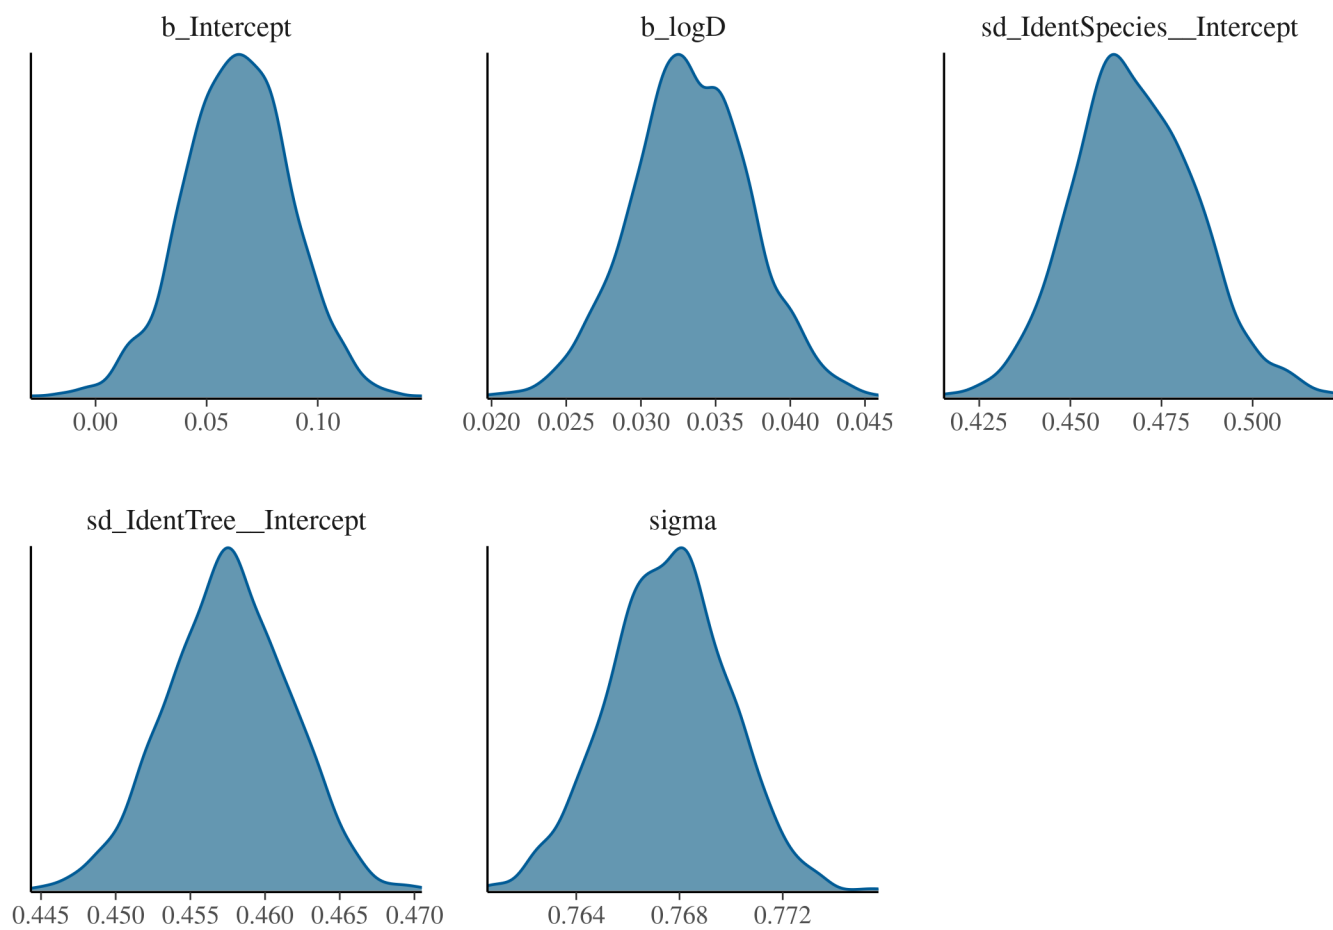 b_Intercept
b_logD
sd_IdentSpecies__Intercept
0.00 0.05 0.10
0.020 0.025 0.030 0.035 0.040 0.045
0.425 0.450 0.475 0.500
sd_IdentTree__Intercept
sigma
0.445 0.450 0.455 0.460 0.465 0.470
0.764 0.768 0.772